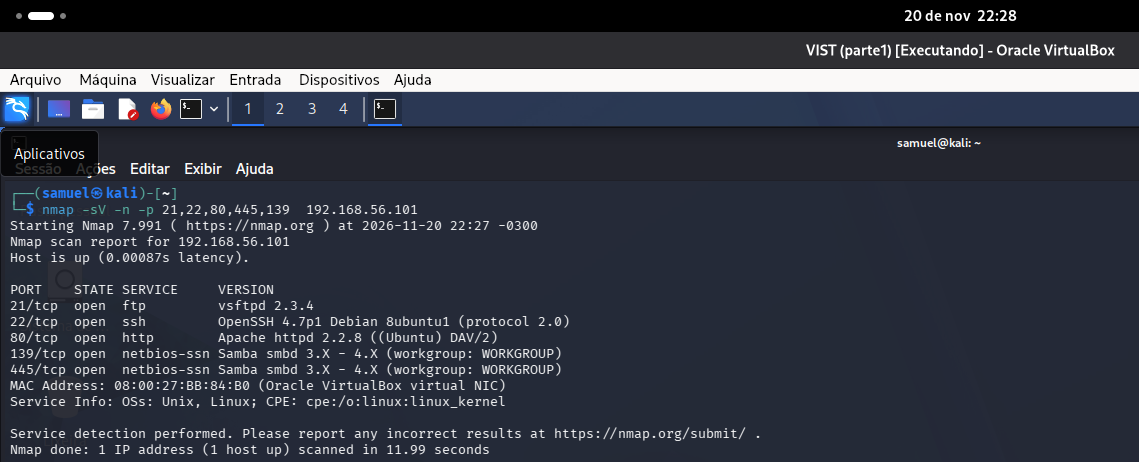 20 de nov 22:28
VIST (parte1) [Executando] - Oracle VirtualBox
Arquivo Máquina Visualizar Entrada Dispositivos Ajuda
1 2 3 4
samuel@kali: ~
Aplicativos
Sessão Ações Editar Exibir Ajuda
┌──(samuel㉿kali)-[~]
└─$ nmap -sV -n -p 21,22,80,445,139  192.168.56.101
Starting Nmap 7.991 ( https://nmap.org ) at 2026-11-20 22:27 -0300
Nmap scan report for 192.168.56.101
Host is up (0.00087s latency).
PORT    STATE SERVICE     VERSION
21/tcp  open  ftp         vsftpd 2.3.4
22/tcp  open  ssh         OpenSSH 4.7p1 Debian 8ubuntu1 (protocol 2.0)
80/tcp  open  http        Apache httpd 2.2.8 ((Ubuntu) DAV/2)
139/tcp open  netbios-ssn Samba smbd 3.X - 4.X (workgroup: WORKGROUP)
445/tcp open  netbios-ssn Samba smbd 3.X - 4.X (workgroup: WORKGROUP)
MAC Address: 08:00:27:BB:84:B0 (Oracle VirtualBox virtual NIC)
Service Info: OSs: Unix, Linux; CPE: cpe:/o:linux:linux_kernel
Service detection performed. Please report any incorrect results at https://nmap.org/submit/ .
Nmap done: 1 IP address (1 host up) scanned in 11.99 seconds